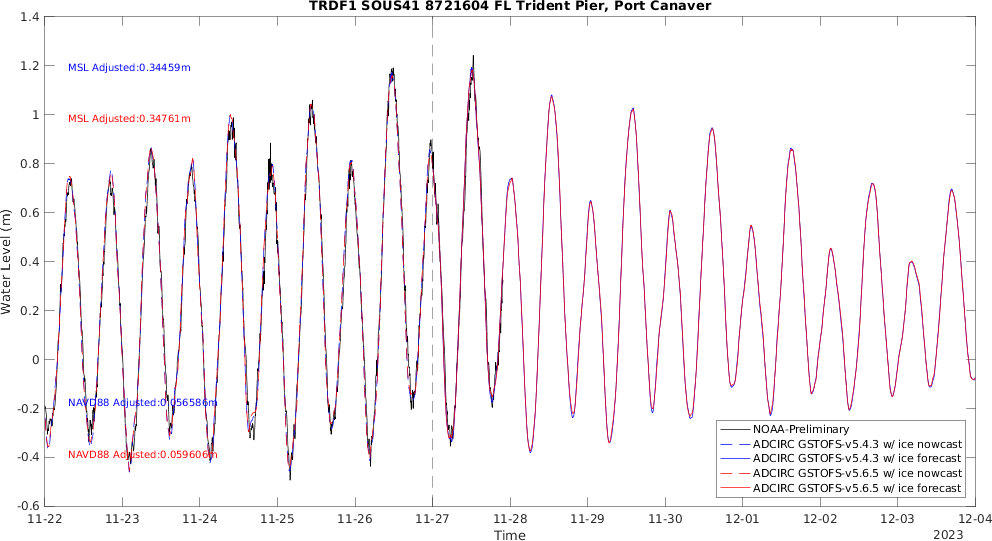 TRDF1 SOUS41 8721604 FL Trident Pier, Port Canaver
1.4
1.2
1
0.8
0.6
0.4
0.2
0
-0.2
-0.4
-0.6
Water Level (m)
MSL Adjusted:0.34459m
MSL Adjusted:0.34761m
NAVD88 Adjusted:0.056586m
NAVD88 Adjusted:0.059606m
NOAA-Preliminary
ADCIRC GSTOFS-v5.4.3 w/ ice nowcast
ADCIRC GSTOFS-v5.4.3 w/ ice forecast
ADCIRC GSTOFS-v5.6.5 w/ ice nowcast
ADCIRC GSTOFS-v5.6.5 w/ ice forecast
11-22 11-23 11-24 11-25 11-26 11-27 11-28 11-29 11-30 12-01 12-02 12-03 12-04
Time
2023